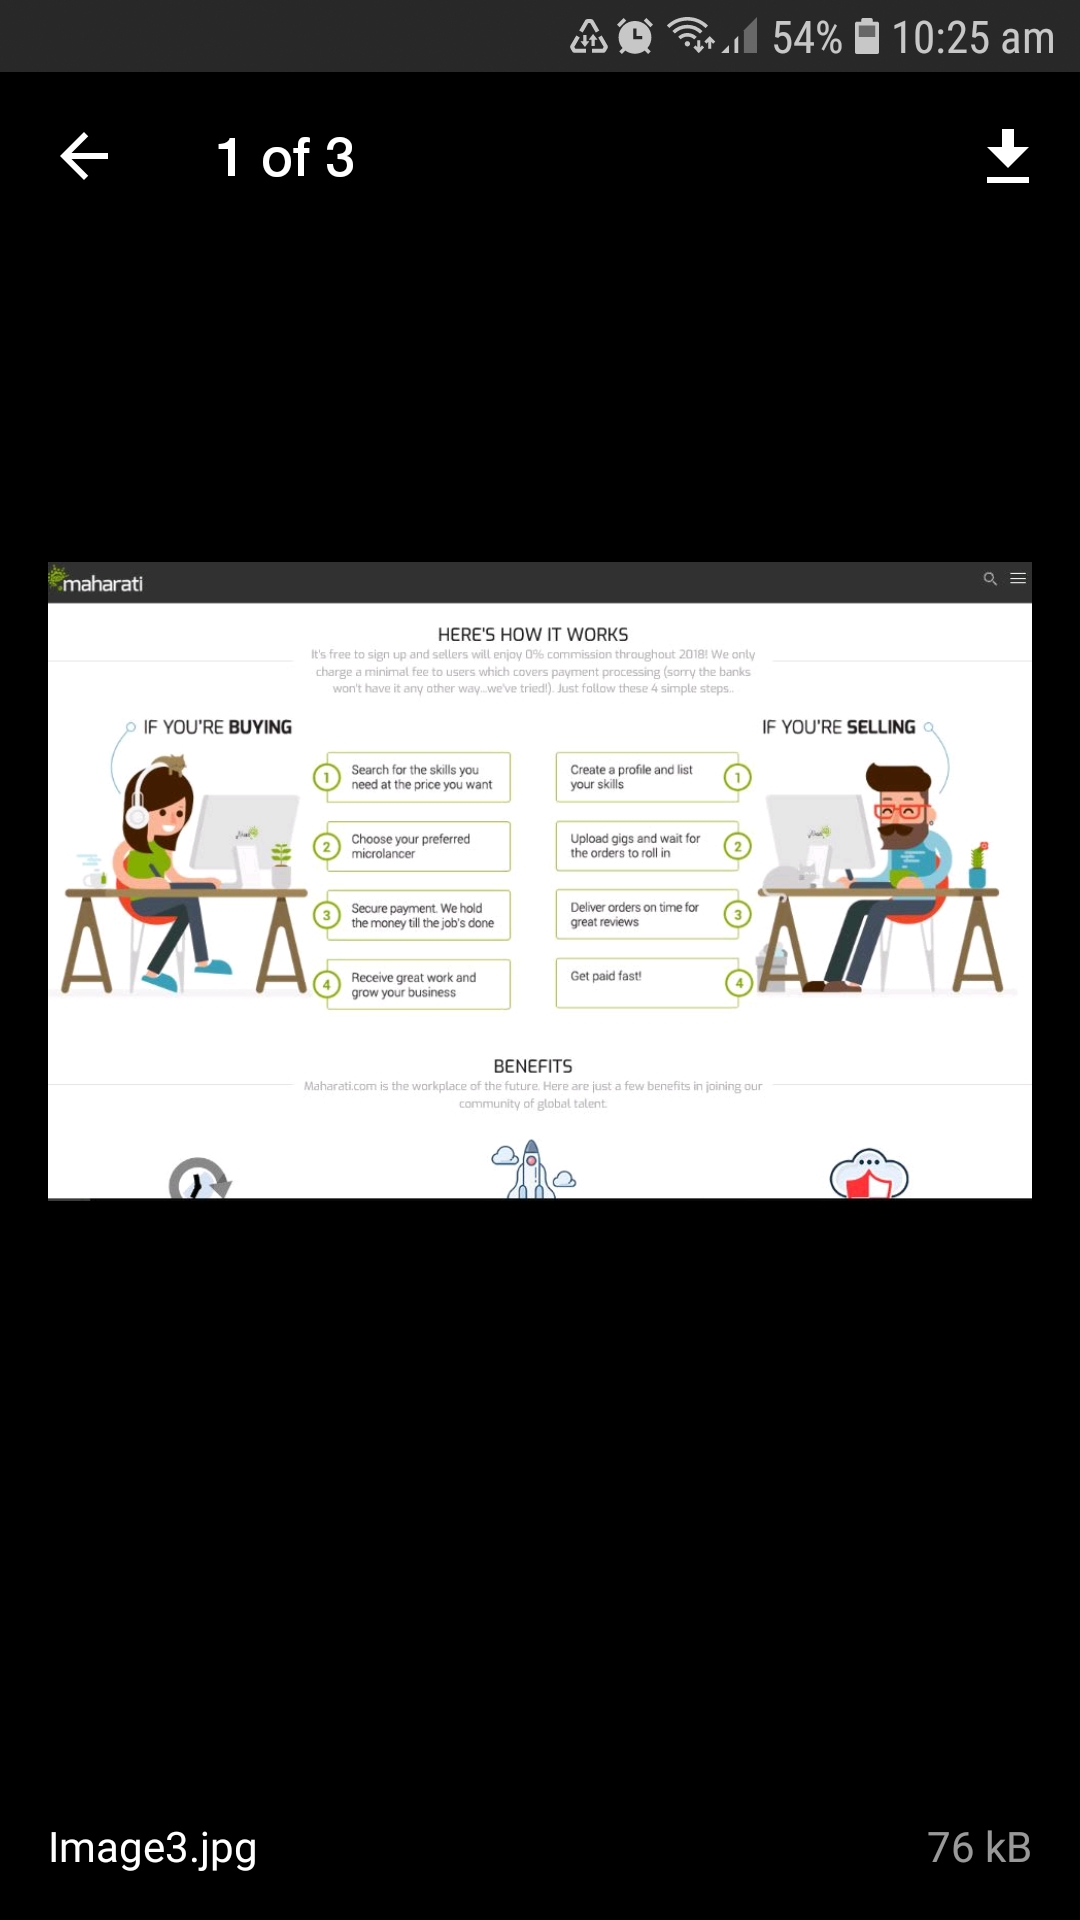 54% 10:25 am
1 of 3
maharati
HERE'S HOW IT WORKS
It's free to sign up and sellers will enjoy 0% commission throughout 2018! We only
charge a minimal fee to users which covers payment processing (sorry the banks
won't have it any other way...we've tried!). Just follow these 4 simple steps..
IF YOU'RE BUYING
1 Search for the skills you
need at the price you want
2 Choose your preferred
microlancer
3 Secure payment. We hold
the money till the job's done
4 Receive great work and
grow your business
IF YOU'RE SELLING
Create a profile and list
your skills 1
Upload gigs and wait for
the orders to roll in 2
Deliver orders on time for
great reviews 3
Get paid fast! 4
BENEFITS
Maharati.com is the workplace of the future. Here are just a few benefits in joining our
community of global talent.
Image3.jpg 76 kB